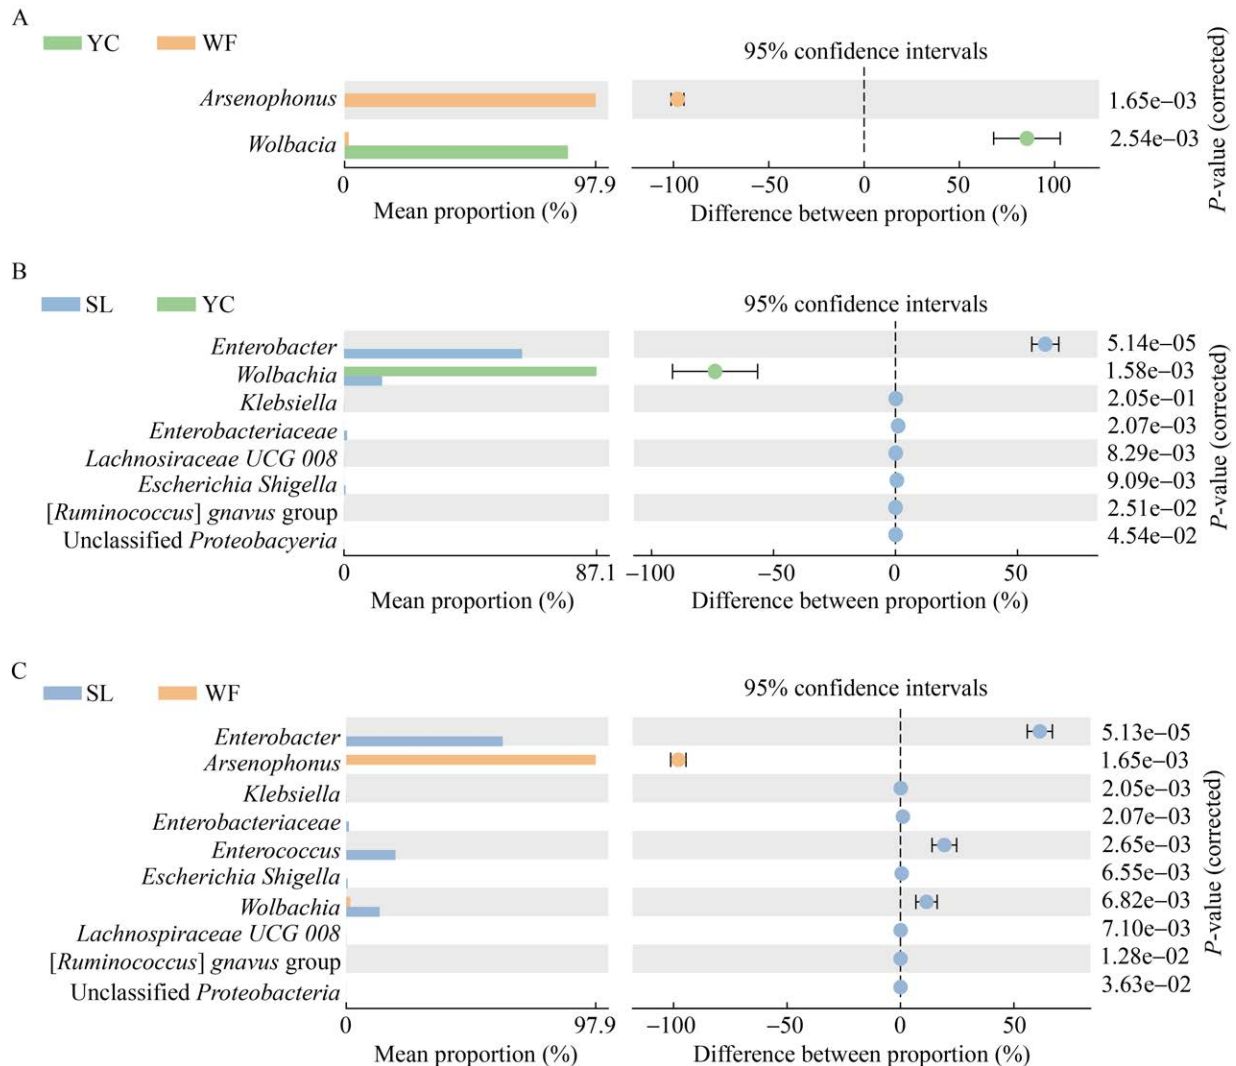 A
YC WF
95% confidence intervals
Arsenophonus 1.65e−03
Wolbacia 2.54e−03
0 97.9 −100 −50 0 50 100
Mean proportion (%) Difference between proportion (%)
P-value (corrected)
B
SL YC
95% confidence intervals
Enterobacter 5.14e−05
Wolbachia 1.58e−03
Klebsiella 2.05e−01
Enterobacteriaceae 2.07e−03
Lachnosiraceae UCG 008 8.29e−03
Escherichia Shigella 9.09e−03
[Ruminococcus] gnavus group 2.51e−02
Unclassified Proteobacyeria 4.54e−02
0 87.1 −100 −50 0 50
Mean proportion (%) Difference between proportion (%)
P-value (corrected)
C
SL WF
95% confidence intervals
Enterobacter 5.13e−05
Arsenophonus 1.65e−03
Klebsiella 2.05e−03
Enterobacteriaceae 2.07e−03
Enterococcus 2.65e−03
Escherichia Shigella 6.55e−03
Wolbachia 6.82e−03
Lachnospiraceae UCG 008 7.10e−03
[Ruminococcus] gnavus group 1.28e−02
Unclassified Proteobacteria 3.63e−02
0 97.9 −100 −50 0 50
Mean proportion (%) Difference between proportion (%)
P-value (corrected)